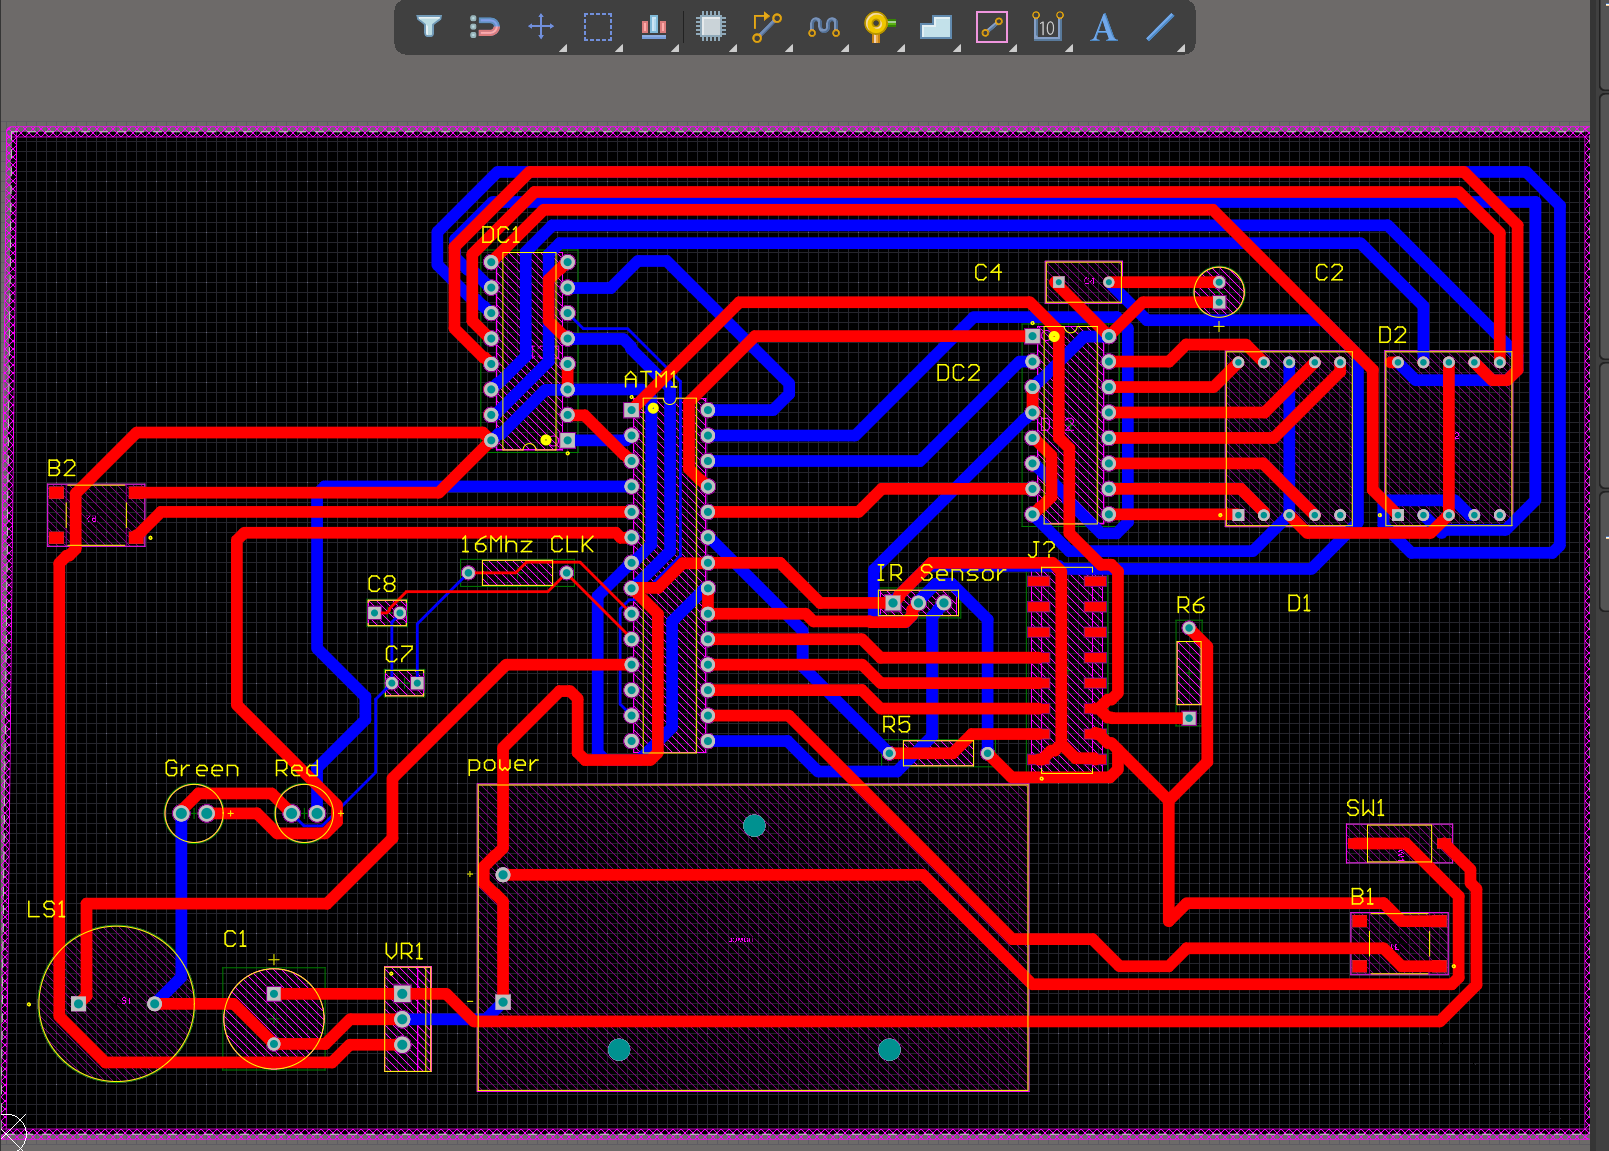 10
A
DC1
C4
C2
D2
DC2
ATM1
B2
16Mhz CLK
J?
IR Sensor
C8
R6
D1
C7
R5
Green
Red
power
SW1
B1
LS1
C1
VR1